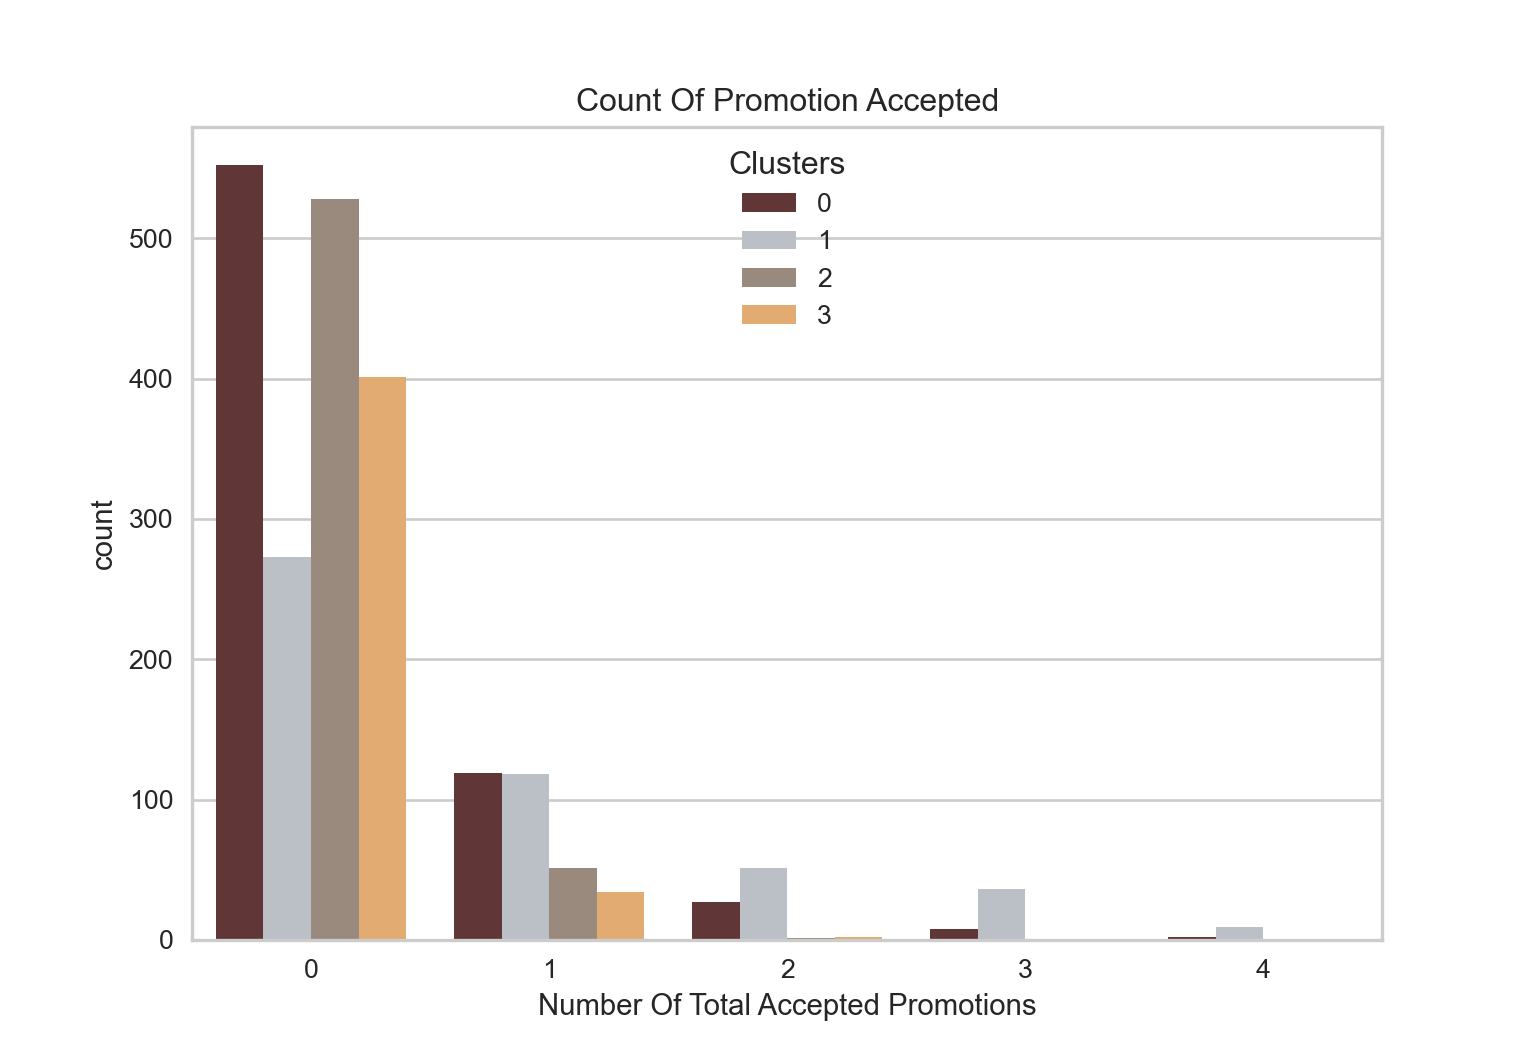 Count Of Promotion Accepted
Clusters
0
1
2
3
500
400
300
200
100
0
count
0 1 2 3 4
Number Of Total Accepted Promotions